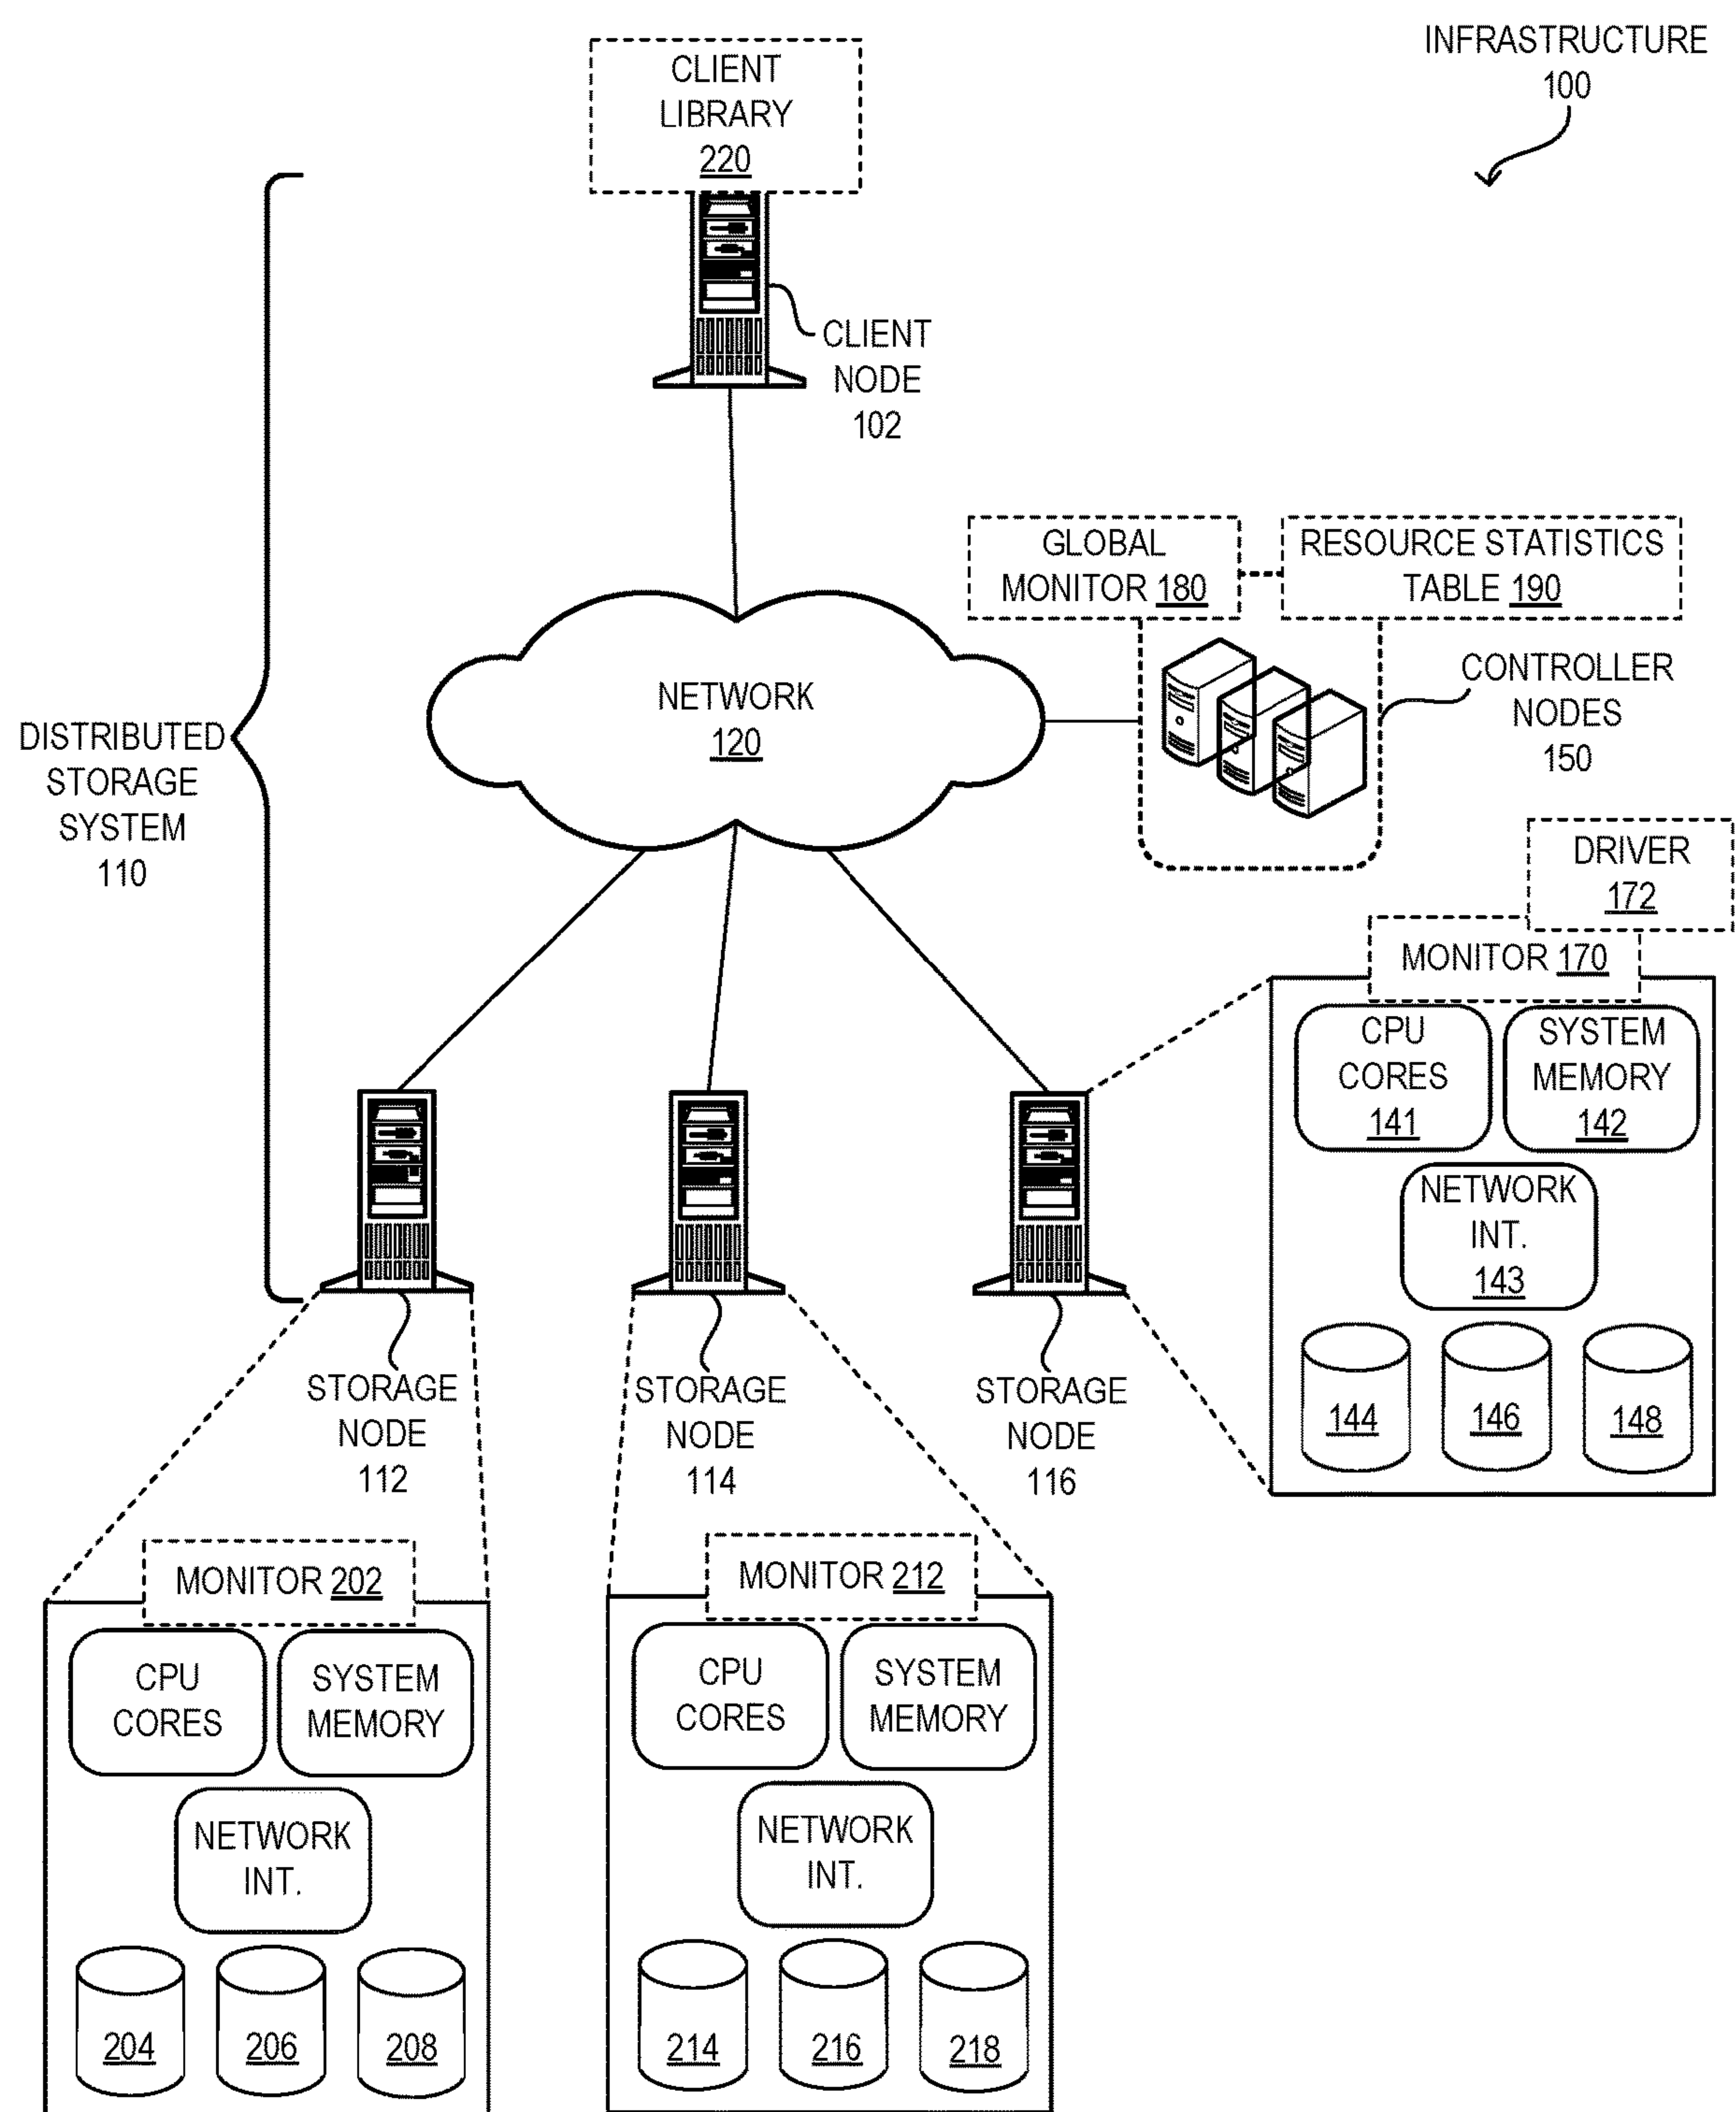 INFRASTRUCTURE
100
CLIENT
LIBRARY
220
CLIENT
NODE
102
GLOBAL
MONITOR 180
RESOURCE STATISTICS
TABLE 190
NETWORK
120
CONTROLLER
NODES
150
DISTRIBUTED
STORAGE
SYSTEM
110
DRIVER
172
MONITOR 170
CPU
CORES
141
SYSTEM
MEMORY
142
NETWORK
INT.
143
144
146
148
STORAGE
NODE
112
STORAGE
NODE
114
STORAGE
NODE
116
MONITOR 202
CPU
CORES
SYSTEM
MEMORY
NETWORK
INT.
204
206
208
MONITOR 212
CPU
CORES
SYSTEM
MEMORY
NETWORK
INT.
214
216
218